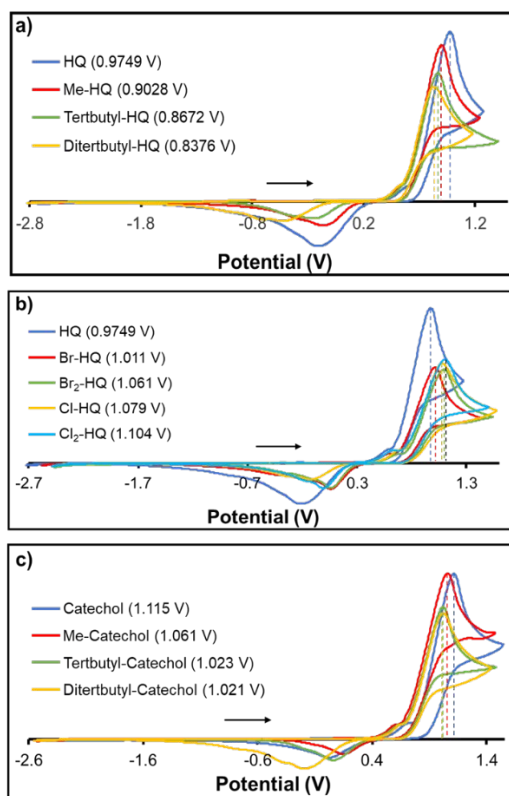 a)
HQ (0.9749 V)
Me-HQ (0.9028 V)
Tertbutyl-HQ (0.8672 V)
Ditertbutyl-HQ (0.8376 V)
-2.8 -1.8 -0.8 0.2 1.2
Potential (V)
b)
HQ (0.9749 V)
Br-HQ (1.011 V)
Br₂-HQ (1.061 V)
Cl-HQ (1.079 V)
Cl₂-HQ (1.104 V)
-2.7 -1.7 -0.7 0.3 1.3
Potential (V)
c)
Catechol (1.115 V)
Me-Catechol (1.061 V)
Tertbutyl-Catechol (1.023 V)
Ditertbutyl-Catechol (1.021 V)
-2.6 -1.6 -0.6 0.4 1.4
Potential (V)